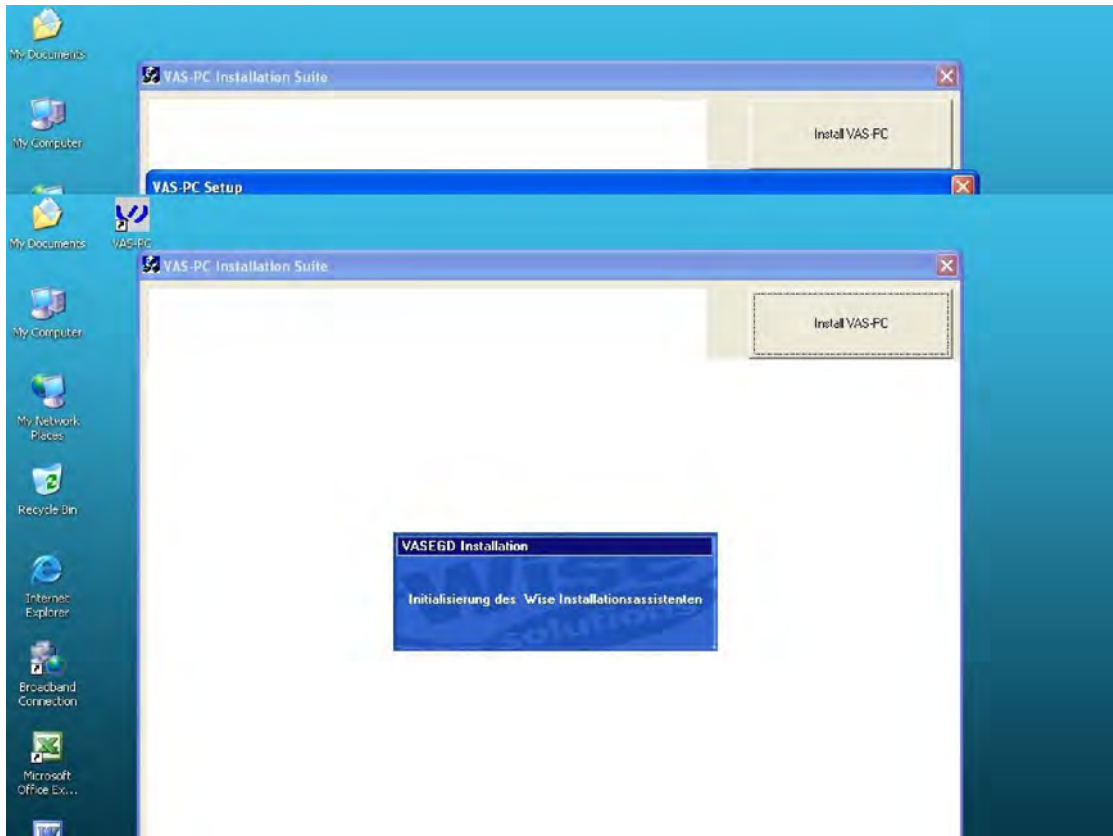 My Documents
VAS-PC Installation Suite
My Computer
Install VAS-PC
VAS-PC Setup
My Documents
VAS-PC
VAS-PC Installation Suite
My Computer
Install VAS-PC
My Network
Places
Recycle Bin
VASEGD Installation
Wise
solutions
Initialisierung des Wise Installationsassistenten
Internet
Explorer
Broadband
Connection
Microsoft
Office Ex...